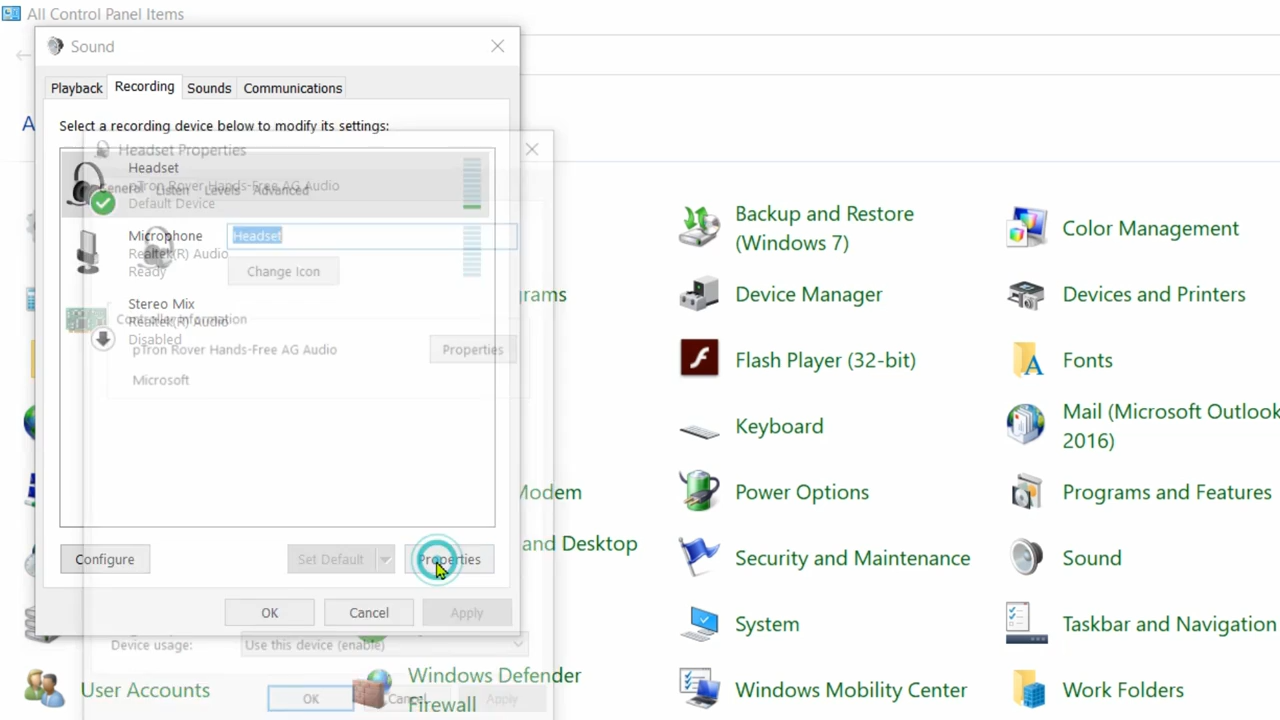 All Control Panel Items
Sound
Playback Recording Sounds Communications
Select a recording device below to modify its settings:
Headset Properties
Headset
pTron Rover Hands-Free AG Audio
General Listen Levels Advanced
Default Device
Microphone
Headset
Realtek(R) Audio
Ready
Change Icon
Stereo Mix
Controller Information
Realtek(R) Audio
Disabled
pTron Rover Hands-Free AG Audio
Properties
Microsoft
Configure
Set Default
Properties
OK
Cancel
Apply
Device usage:
Use this device (enable)
OK
Cancel
Apply
Backup and Restore
(Windows 7)
Color Management
Device Manager
Devices and Printers
Flash Player (32-bit)
Fonts
Keyboard
Mail (Microsoft Outlook
2016)
Modem
Power Options
Programs and Features
and Desktop
Security and Maintenance
Sound
System
Taskbar and Navigation
User Accounts
Windows Defender
Firewall
Windows Mobility Center
Work Folders